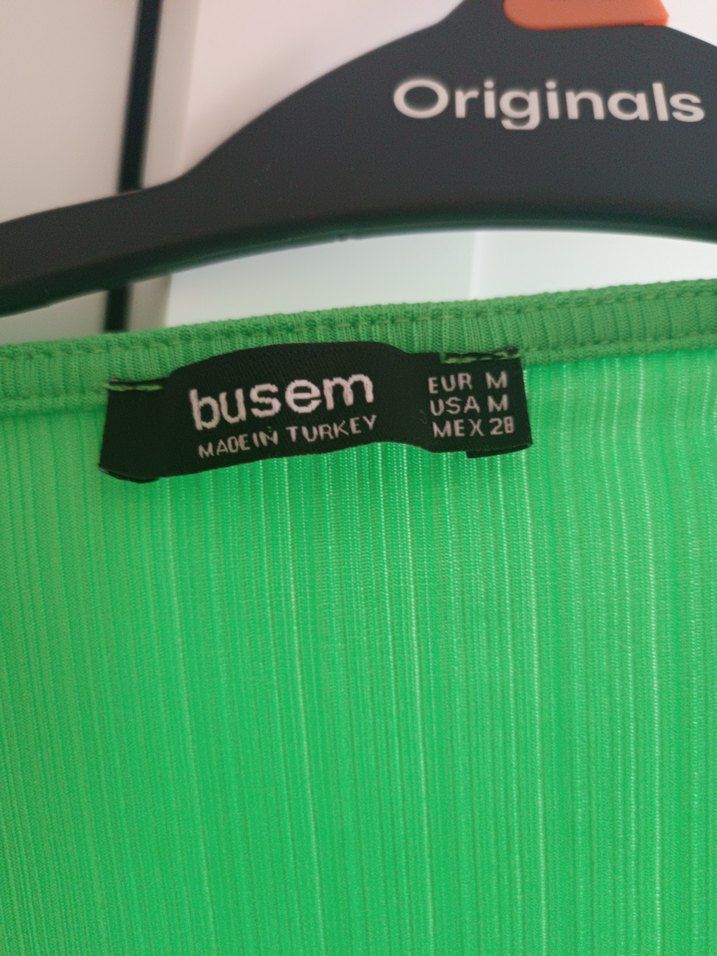 Originals
busem
MADE IN TURKEY
EUR M
USA M
MEX 28